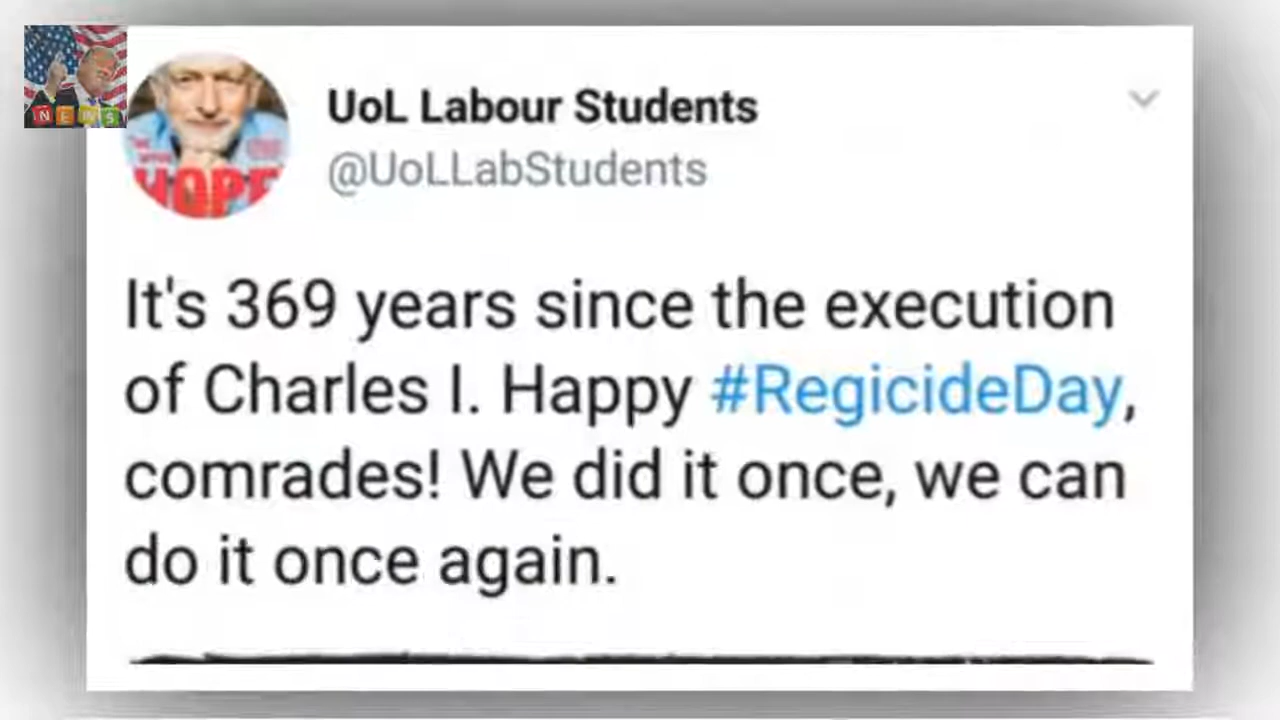 NEWS
UoL Labour Students
@UoLLabStudents
HOPE
It's 369 years since the execution
of Charles I. Happy #RegicideDay,
comrades! We did it once, we can
do it once again.